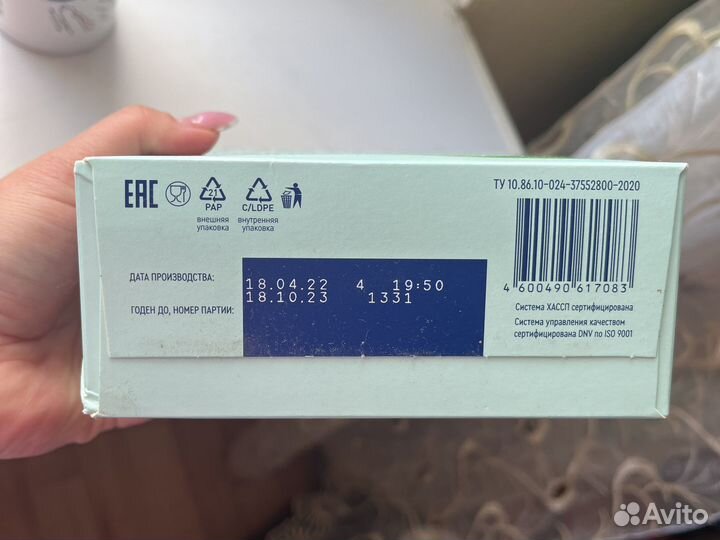 EAC
21
PAP
внешняя
упаковка
C/LDPE
внутренняя
упаковка
ТУ 10.86.10-024-37552800-2020
4 600490 617083
ДАТА ПРОИЗВОДСТВА:
18.04.22 4 19:50
ГОДЕН ДО, НОМЕР ПАРТИИ:
18.10.23 1331
Система ХАССП сертифицирована
Система управления качеством
сертифицирована DNV по ISO 9001
Avito